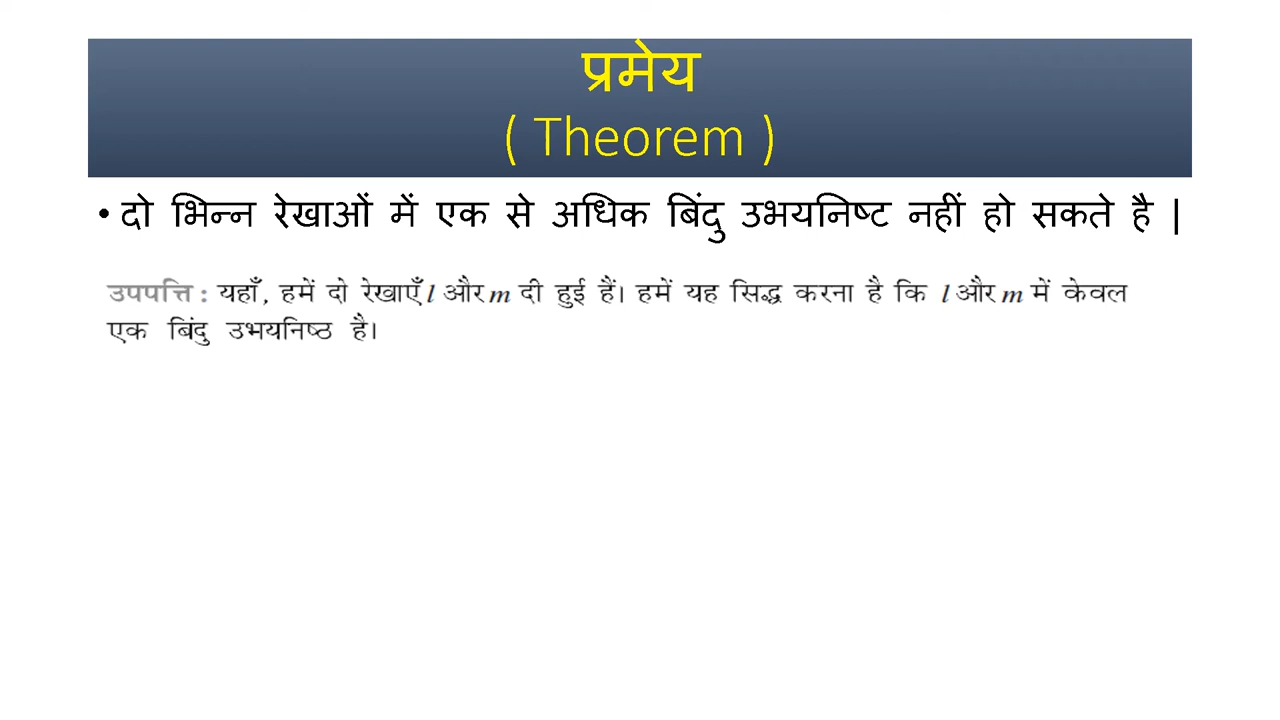 प्रमेय
( Theorem )
• दो भिन्न रेखाओं में एक से अधिक बिंदु उभयनिष्ट नहीं हो सकते है |
उपपत्ति : यहाँ, हमें दो रेखाएँ l और m दी हुई हैं। हमें यह सिद्ध करना है कि l और m में केवल
एक बिंदु उभयनिष्ठ है।